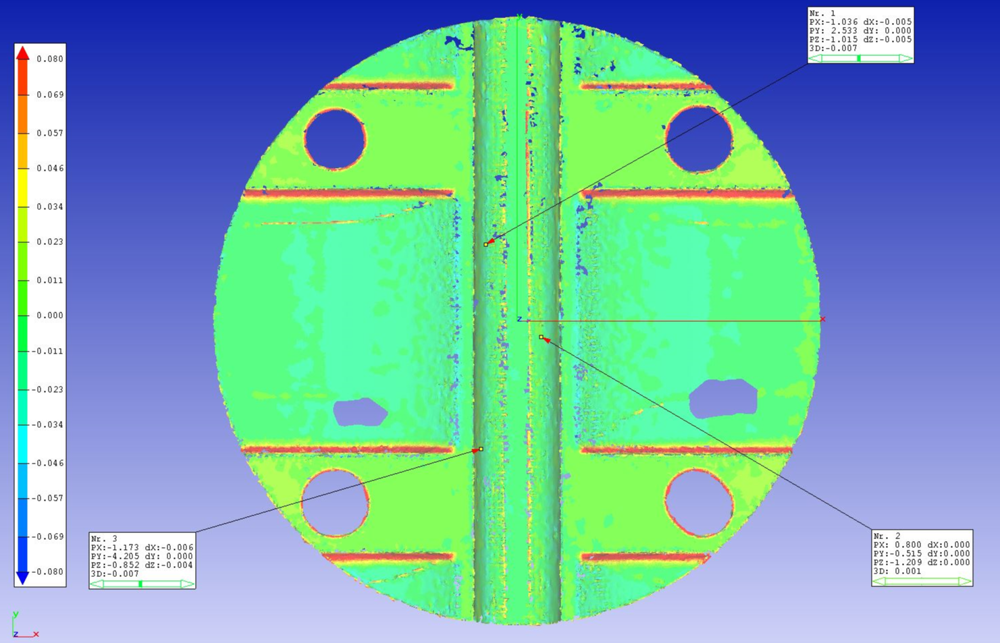 Nr. 1
PX:-1.036 dX:-0.005
PY: 2.533 dY: 0.000
PZ:-1.015 dZ:-0.005
3D:-0.007
0.080
0.069
0.057
0.046
0.034
0.023
0.011
0.000
-0.011
-0.023
-0.034
-0.046
-0.057
-0.069
-0.080
Y
Z
X
Nr. 3
PX:-1.173 dX:-0.006
PY:-4.205 dY: 0.000
PZ:-0.852 dZ:-0.004
3D:-0.007
Nr. 2
PX: 0.800 dX:0.000
PY:-0.515 dY:0.000
PZ:-1.209 dZ:0.000
3D: 0.001
y
z x